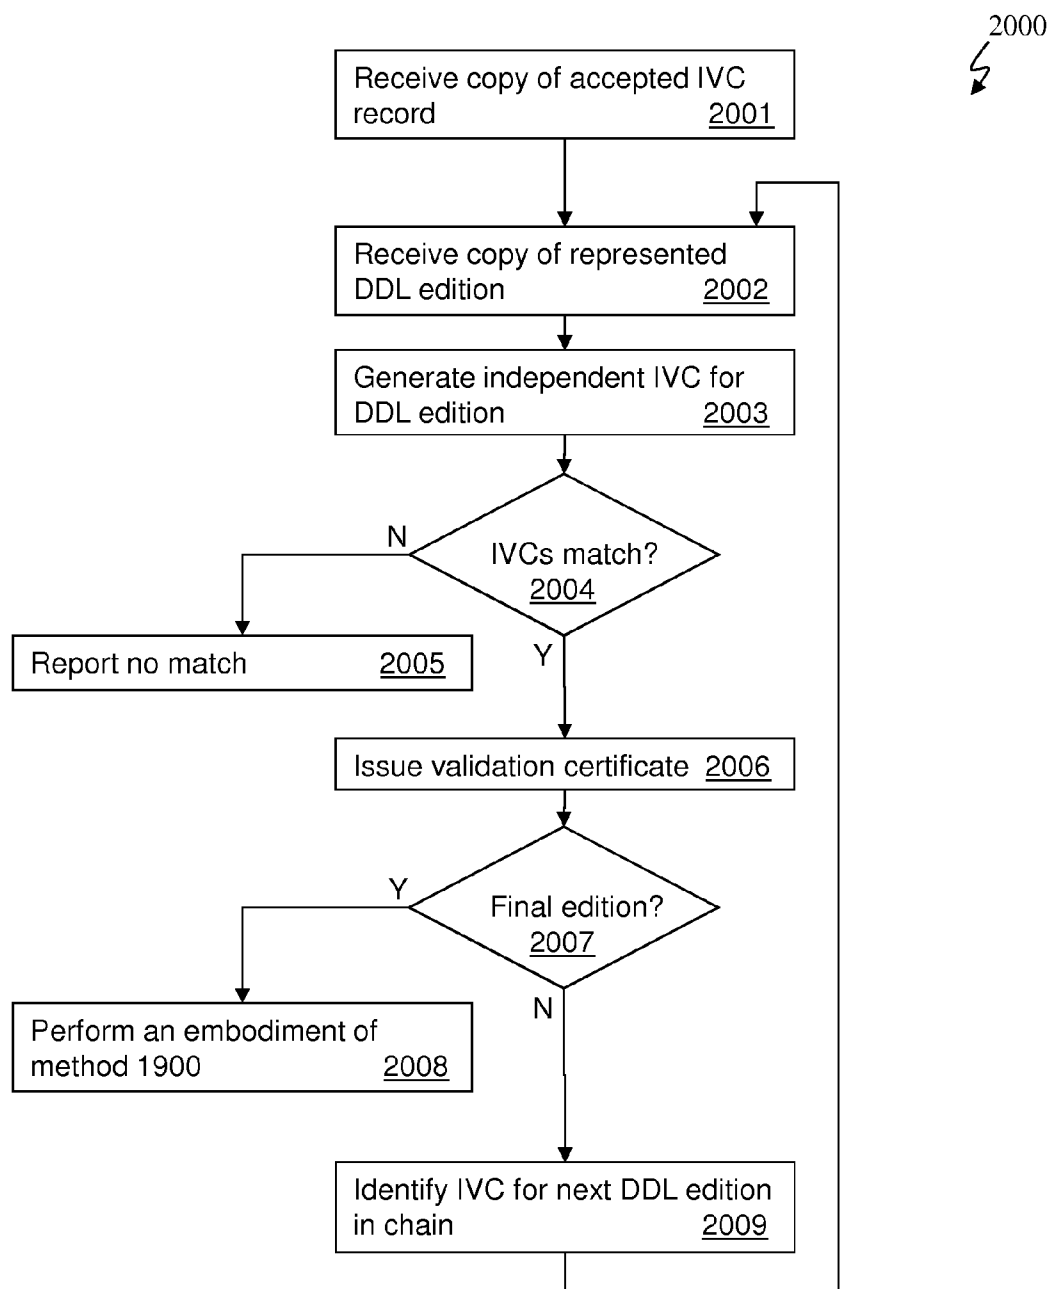 2000
Receive copy of accepted IVC
record 2001
Receive copy of represented
DDL edition 2002
Generate independent IVC for
DDL edition 2003
N
IVCs match?
2004
Report no match 2005
Y
Issue validation certificate 2006
Y
Final edition?
2007
N
Perform an embodiment of
method 1900 2008
Identify IVC for next DDL edition
in chain 2009